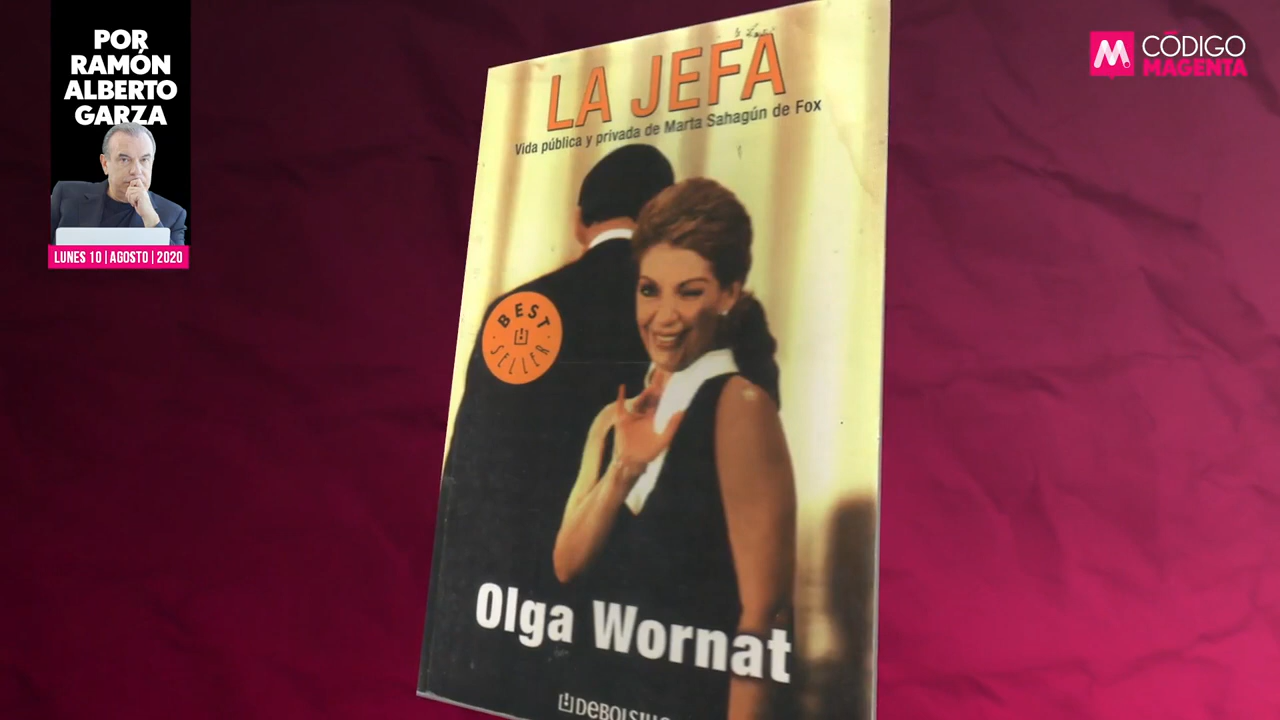 POR
RAMÓN
ALBERTO
GARZA
LUNES 10 | AGOSTO | 2020
M
CÓDIGO
MAGENTA
LA JEFA
Vida pública y privada de Marta Sahagún de Fox
BEST
SELLER
Olga Wornat